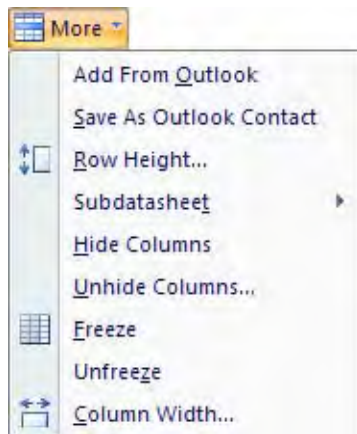 More
Add From Outlook
Save As Outlook Contact
Row Height...
Subdatasheet
Hide Columns
Unhide Columns...
Freeze
Unfreeze
Column Width...